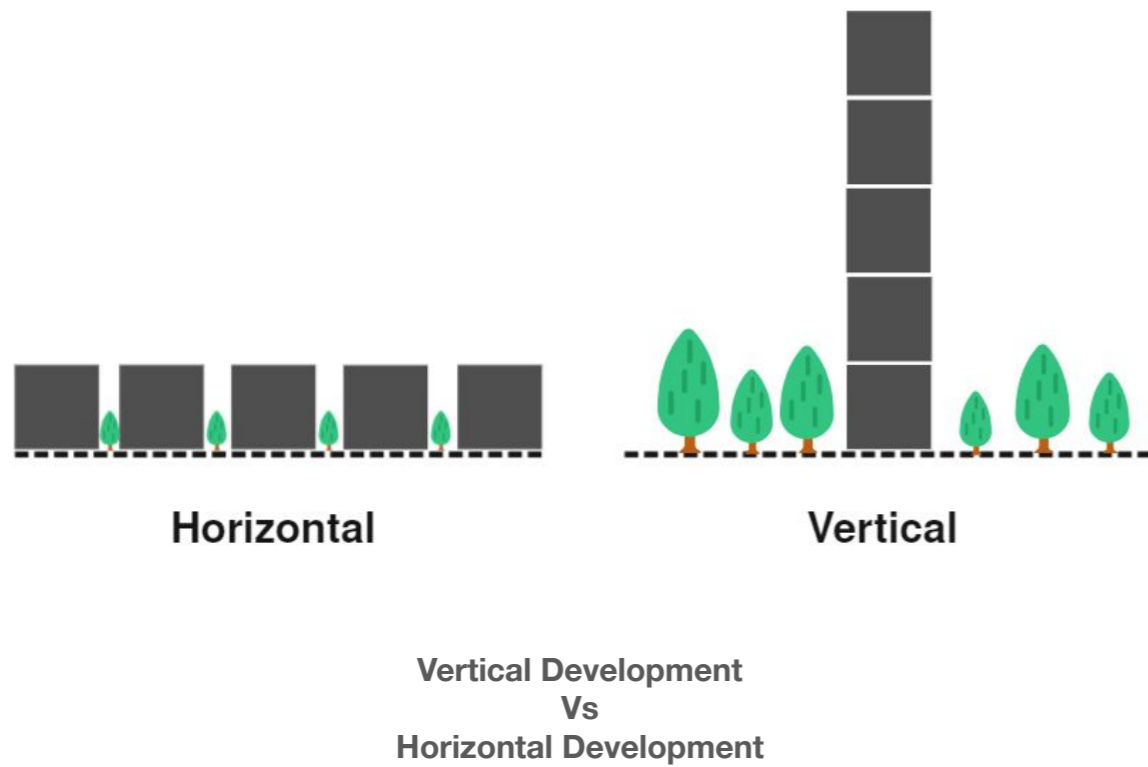 Horizontal
Vertical
Vertical Development
Vs
Horizontal Development